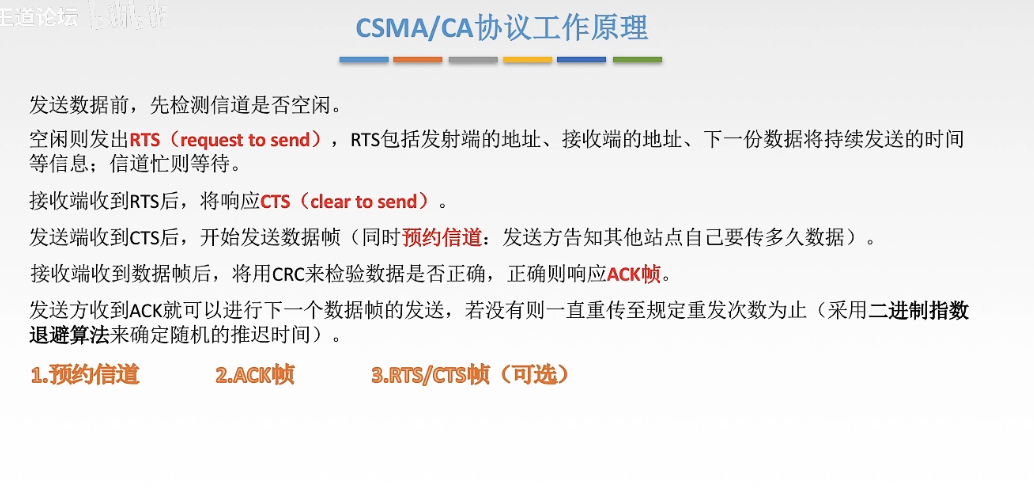 王道论坛
CSMA/CA协议工作原理
发送数据前，先检测信道是否空闲。
空闲则发出RTS（request to send），RTS包括发射端的地址、接收端的地址、下一份数据将持续发送的时间
等信息；信道忙则等待。
接收端收到RTS后，将响应CTS（clear to send）。
发送端收到CTS后，开始发送数据帧（同时预约信道：发送方告知其他站点自己要传多久数据）。
接收端收到数据帧后，将用CRC来检验数据是否正确，正确则响应ACK帧。
发送方收到ACK就可以进行下一个数据帧的发送，若没有则一直重传至规定重发次数为止（采用二进制指数
退避算法来确定随机的推迟时间）。
1.预约信道 2.ACK帧 3.RTS/CTS帧（可选）